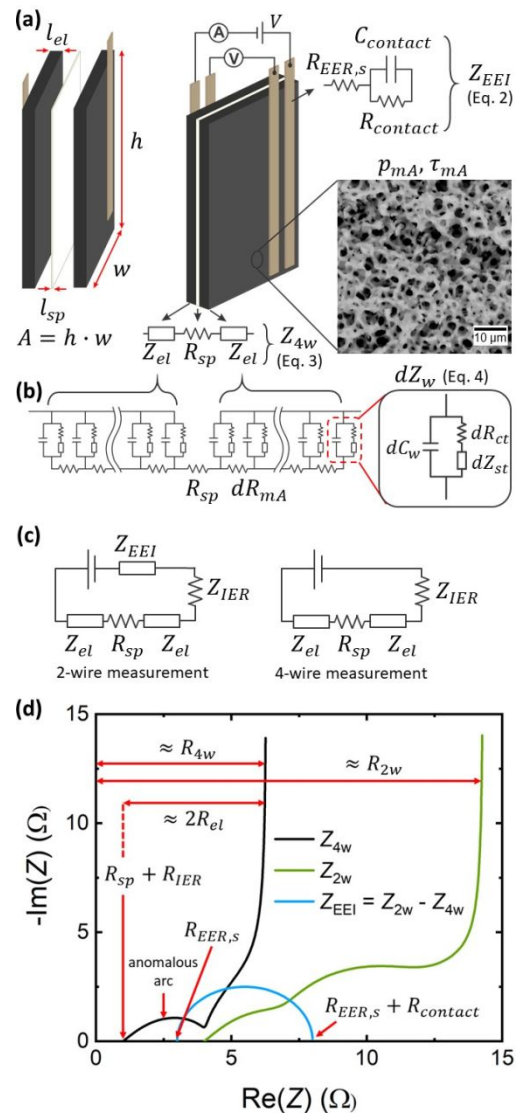 (a)
l_el
h
w
l_sp
A = h · w
A
V
V
C_contact
R_EER,s
R_contact
Z_EEI
(Eq. 2)
p_mA, τ_mA
10 μm
Z_el R_sp Z_el
Z_4w
(Eq. 3)
(b)
R_sp dR_mA
dZ_w (Eq. 4)
dC_w
dR_ct
dZ_st
(c)
Z_EEI
Z_IER
Z_el R_sp Z_el
2-wire measurement
Z_IER
Z_el R_sp Z_el
4-wire measurement
(d)
-Im(Z) (Ω)
15
10
5
0
≈ R_4w
≈ R_2w
≈ 2R_el
R_sp + R_IER
R_EER,s
anomalous
arc
Z_4w
Z_2w
Z_EEI = Z_2w - Z_4w
R_EER,s + R_contact
0 5 10 15
Re(Z) (Ω)